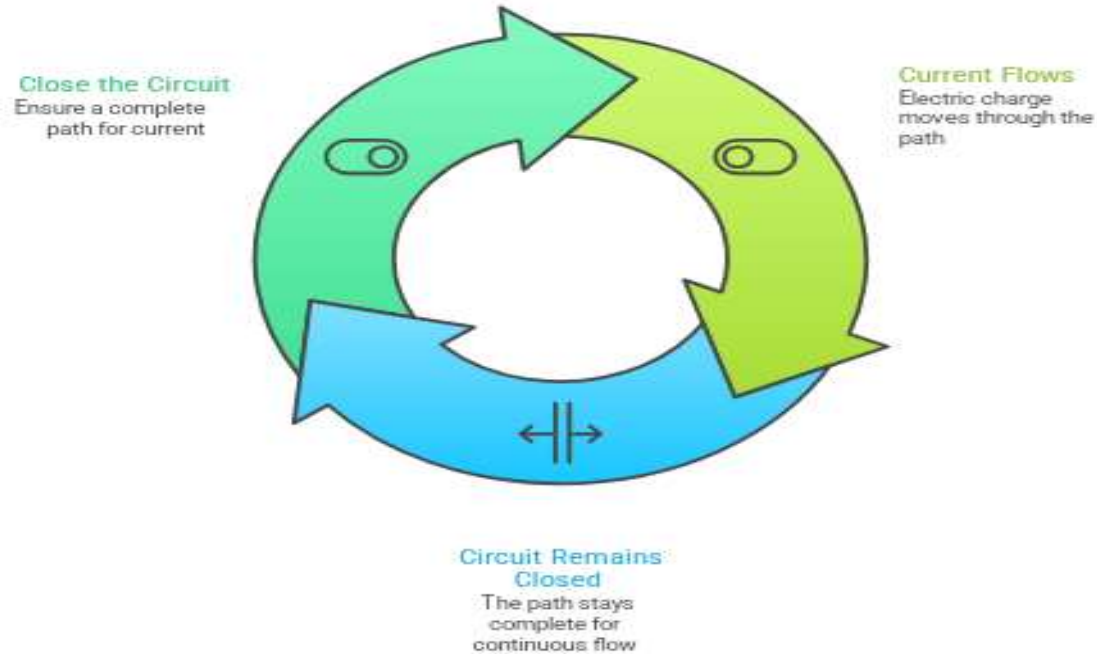 Close the Circuit
Ensure a complete
path for current
Current Flows
Electric charge
moves through the
path
Circuit Remains
Closed
The path stays
complete for
continuous flow